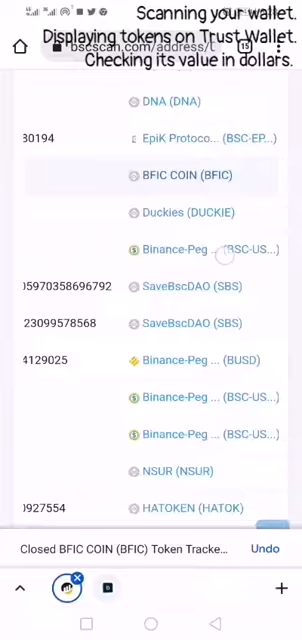 Scanning your wallet.
Displaying tokens on Trust Wallet.
Checking its value in dollars.
bscscan.com/address/
15
DNA (DNA)
30194 EpiK Protoco... (BSC-EP...)
BFIC COIN (BFIC)
Duckies (DUCKIE)
Binance-Peg ... (BSC-US...)
05970358696792 SaveBscDAO (SBS)
23099578568 SaveBscDAO (SBS)
4129025 Binance-Peg ... (BUSD)
Binance-Peg ... (BSC-US...)
Binance-Peg ... (BSC-US...)
NSUR (NSUR)
0927554 HATOKEN (HATOK)
Closed BFIC COIN (BFIC) Token Tracke... Undo